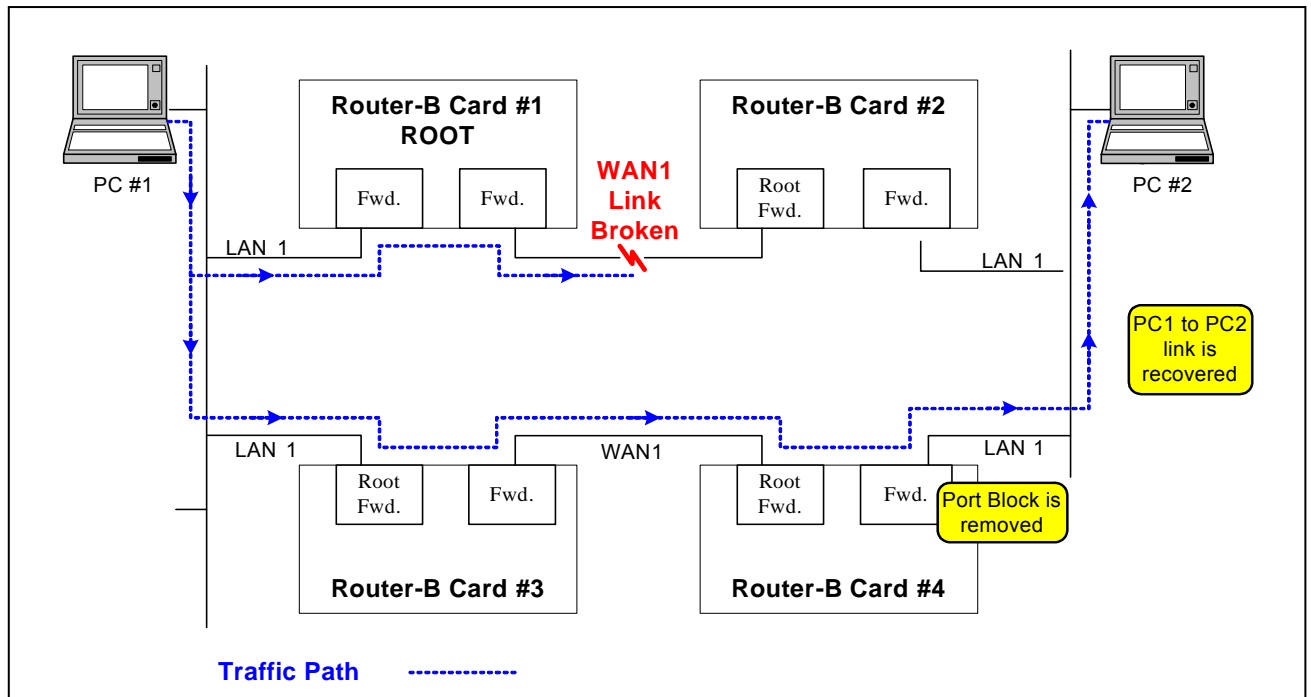 Router-B Card #1
ROOT
Router-B Card #2
PC #1
Fwd.
Fwd.
WAN1
Link
Broken
Root
Fwd.
Fwd.
PC #2
LAN 1
LAN 1
PC1 to PC2
link is
recovered
LAN 1
WAN1
LAN 1
Root
Fwd.
Fwd.
Root
Fwd.
Fwd.
Port Block is
removed
Router-B Card #3
Router-B Card #4
Traffic Path